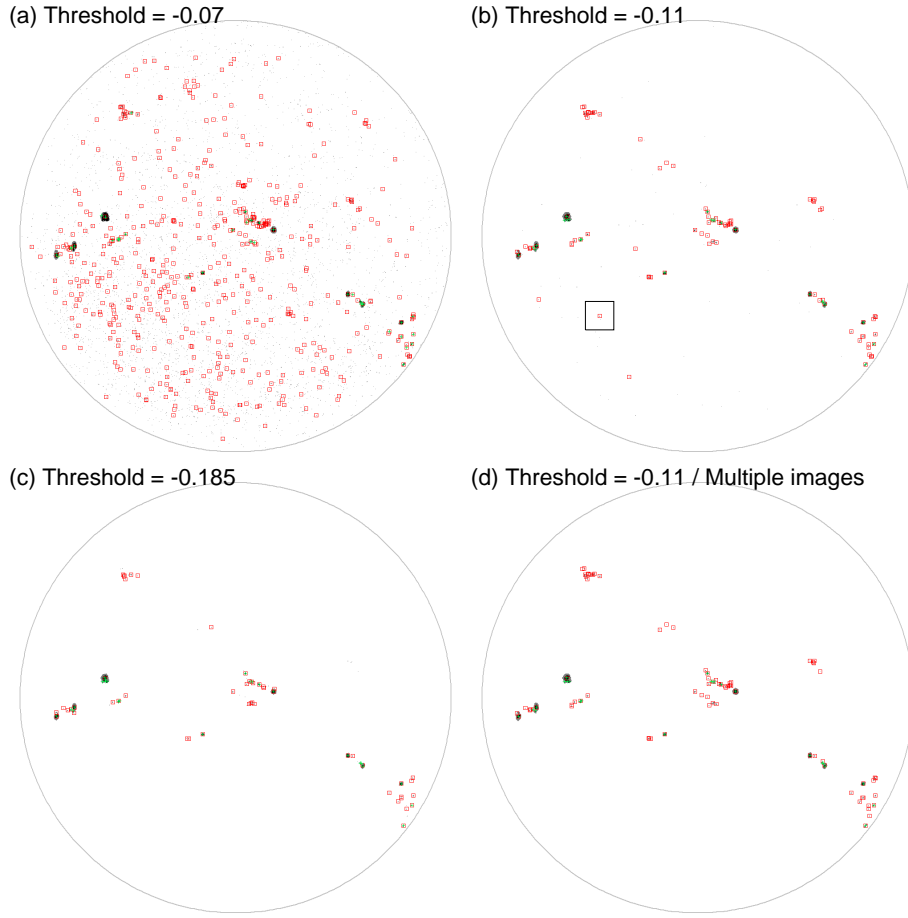 (a) Threshold = -0.07
(b) Threshold = -0.11
(c) Threshold = -0.185
(d) Threshold = -0.11 / Multiple images